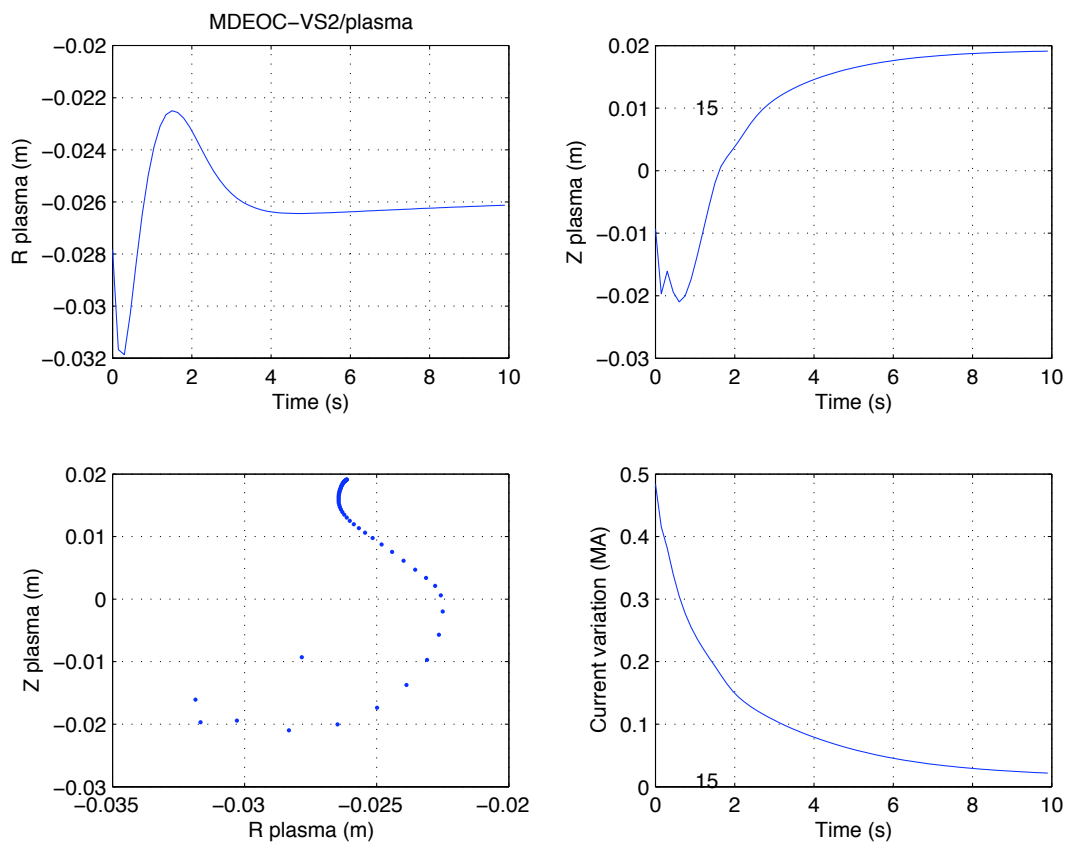 MDEOC−VS2/plasma
−0.02
−0.022
−0.024
−0.026
−0.028
−0.03
−0.032
R plasma (m)
0 2 4 6 8 10
Time (s)
0.02
0.01
0
−0.01
−0.02
−0.03
Z plasma (m)
15
0 2 4 6 8 10
Time (s)
0.02
0.01
0
−0.01
−0.02
−0.03
Z plasma (m)
−0.035 −0.03 −0.025 −0.02
R plasma (m)
0.5
0.4
0.3
0.2
0.1
0
Current variation (MA)
15
0 2 4 6 8 10
Time (s)